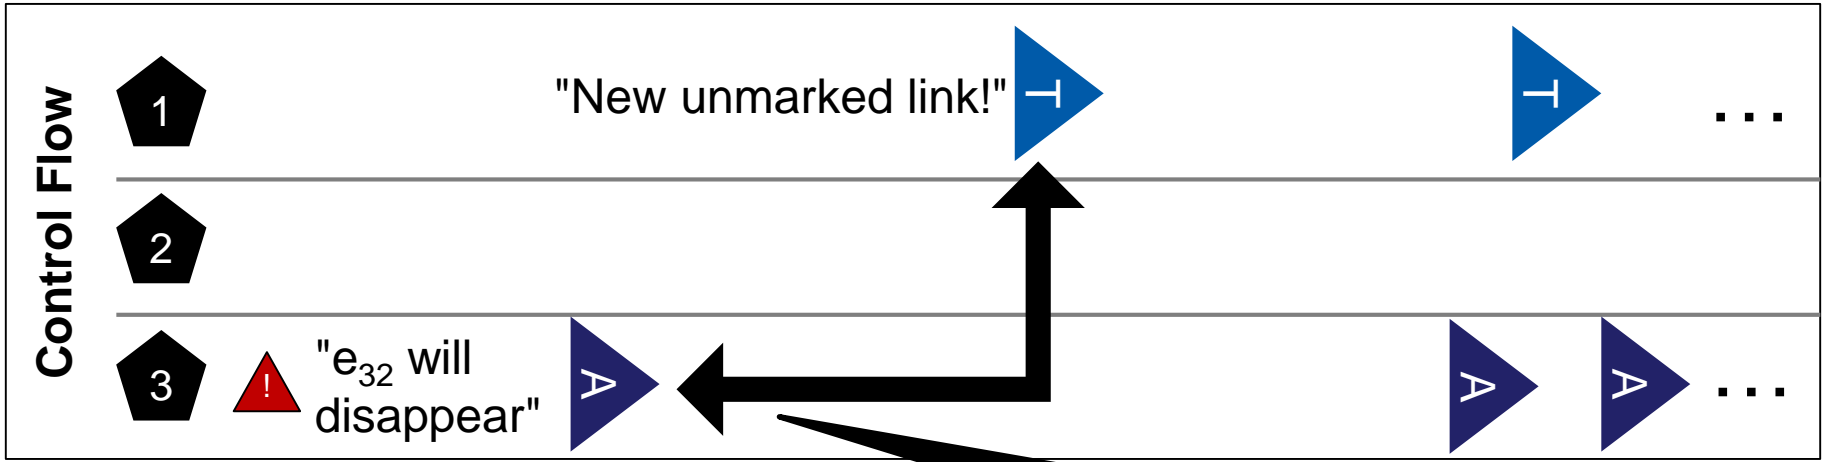 Control Flow
1
"New unmarked link!"
T
T
...
2
3
!
"e₃₂ will
disappear"
A
A
A
...